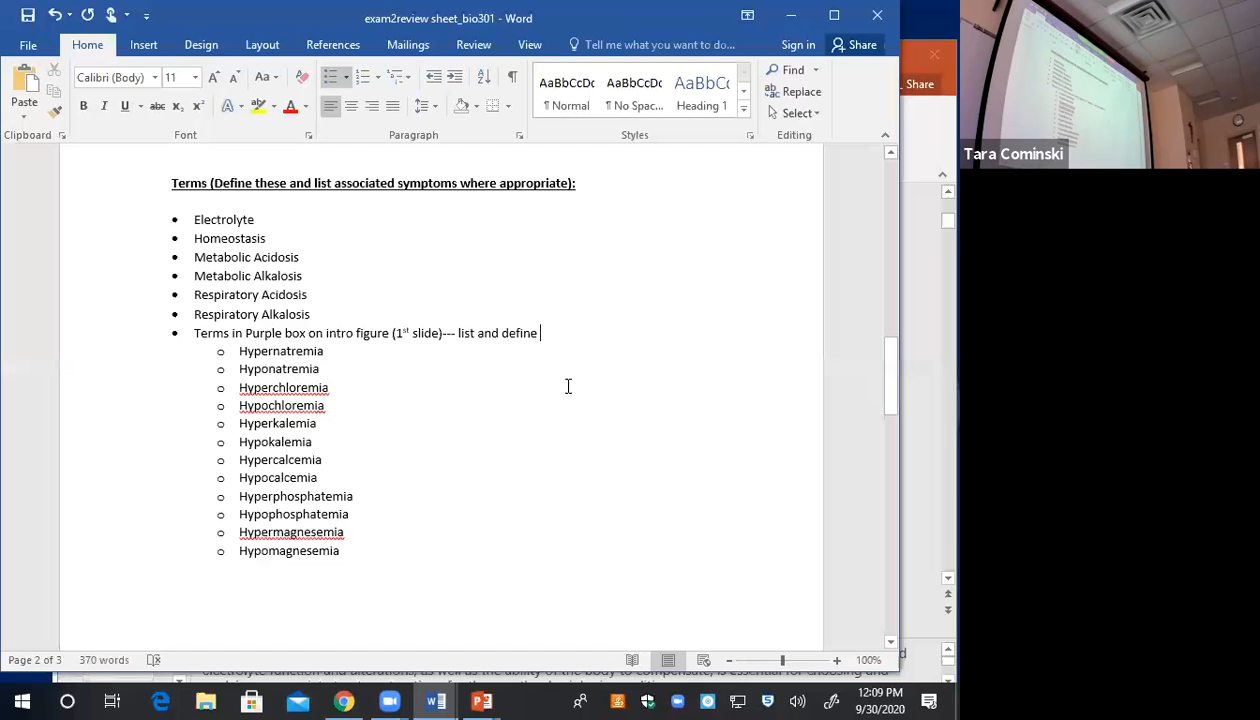 exam2review sheet_bio301 - Word
File Home Insert Design Layout References Mailings Review View Tell me what you want to do... Sign in Share
Calibri (Body) 11 A A Aa
Paste
B I U abc x₂ x² A A
AaBbCcDc AaBbCcDc AaBbCc
¶ Normal ¶ No Spac... Heading 1
Find
Replace
Select
Clipboard Font Paragraph Styles Editing
Share
Tara Cominski
Terms (Define these and list associated symptoms where appropriate):
• Electrolyte
• Homeostasis
• Metabolic Acidosis
• Metabolic Alkalosis
• Respiratory Acidosis
• Respiratory Alkalosis
• Terms in Purple box on intro figure (1st slide)--- list and define
o Hypernatremia
o Hyponatremia
o Hyperchloremia
o Hypochloremia
o Hyperkalemia
o Hypokalemia
o Hypercalcemia
o Hypocalcemia
o Hyperphosphatemia
o Hypophosphatemia
o Hypermagnesemia
o Hypomagnesemia
Page 2 of 3 370 words 100%
12:09 PM
9/30/2020